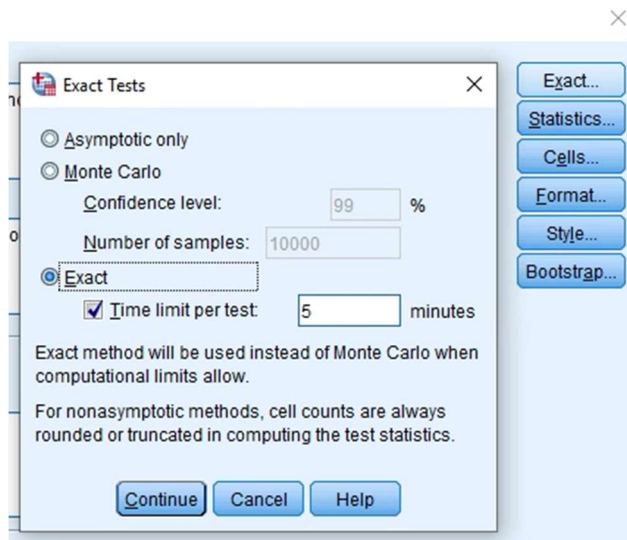 Exact Tests
Asymptotic only
Monte Carlo
Confidence level: 99 %
Number of samples: 10000
Exact
Time limit per test: 5 minutes
Exact method will be used instead of Monte Carlo when
computational limits allow.
For nonasymptotic methods, cell counts are always
rounded or truncated in computing the test statistics.
Continue Cancel Help
Exact...
Statistics...
Cells...
Format...
Style...
Bootstrap...